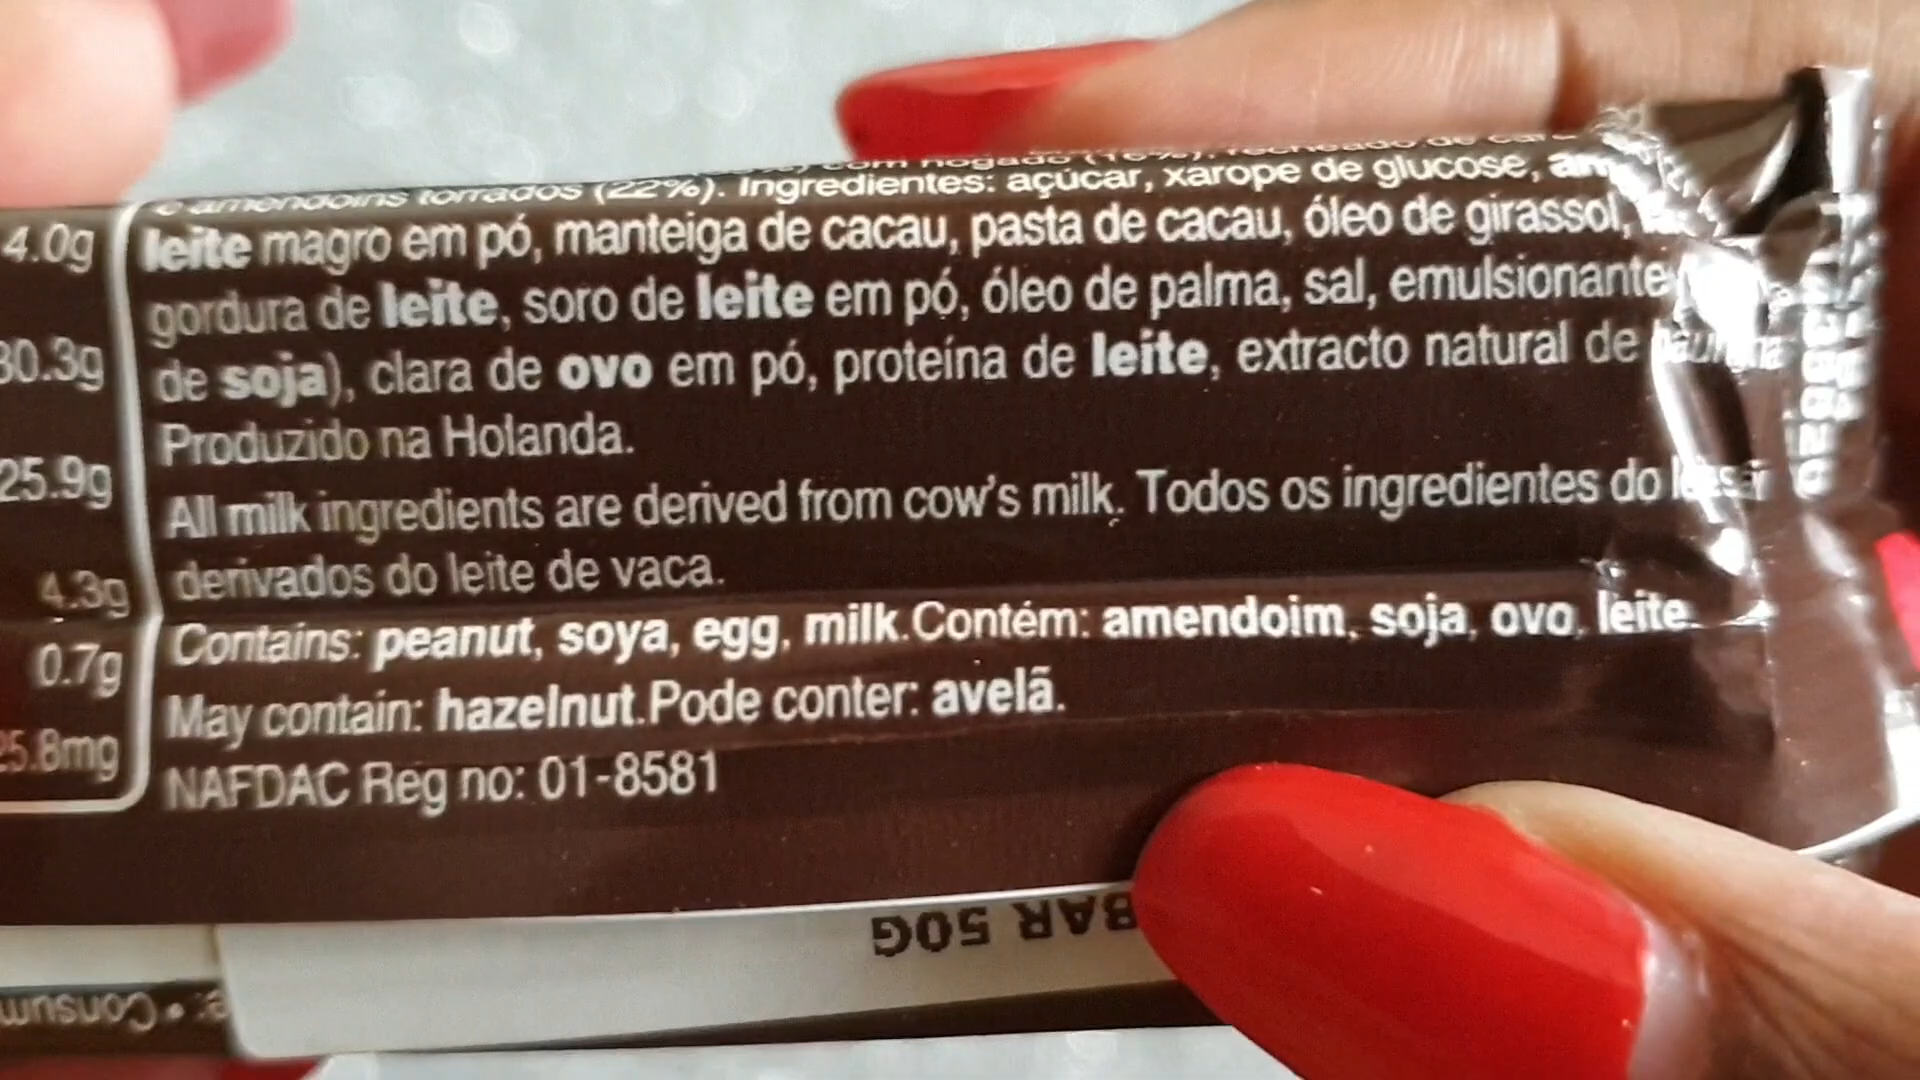 com nogado
e amendoins torrados (22%). Ingredientes: açúcar, xarope de glucose,
leite magro em pó, manteiga de cacau, pasta de cacau, óleo de girassol,
gordura de leite, soro de leite em pó, óleo de palma, sal, emulsionante
de soja), clara de ovo em pó, proteína de leite, extracto natural de
Produzido na Holanda.
All milk ingredients are derived from cow's milk. Todos os ingredientes do
derivados do leite de vaca.
Contains: peanut, soya, egg, milk.Contém: amendoim, soja, ovo, leite.
May contain: hazelnut.Pode conter: avelã.
NAFDAC Reg no: 01-8581
4.0g
30.3g
25.9g
4.3g
0.7g
25.8mg
BAR 50G